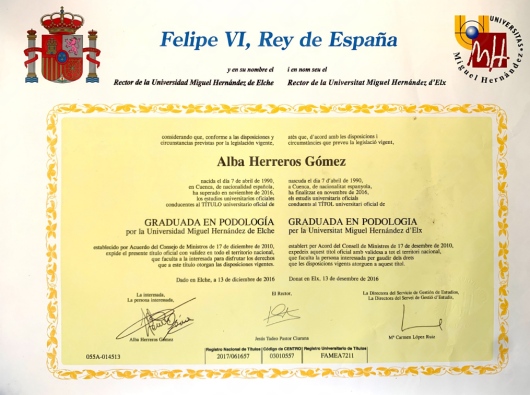 Felipe VI, Rey de España
y en su nombre el
i en nom seu el
Rector de la Universidad Miguel Hernández de Elche
Rector de la Universitat Miguel Hernández d'Elx
UNIVERSITAS
Miguel Hernández
considerando que, conforme a las disposiciones y
circunstancias previstas por la legislación vigente,
atés que, d'acord amb les disposicions i
circumstàncies que preveu la legislació vigent,
Alba Herreros Gómez
nacida el día 7 de abril de 1990,
en Cuenca, de nacionalidad española,
ha superado en noviembre de 2016,
los estudios universitarios oficiales
conducentes al TÍTULO universitario oficial de
nascuda el dia 7 d'abril de 1990,
a Cuenca, de nacionalitat espanyola,
ha finalitzat en novembre de 2016,
els estudis universitaris oficials
conduents al TÍTOL universitari oficial de
GRADUADA EN PODOLOGÍA
por la Universidad Miguel Hernández de Elche
GRADUADA EN PODOLOGIA
per la Universitat Miguel Hernández d'Elx
establecido por Acuerdo del Consejo de Ministros de 17 de diciembre de 2010,
expide el presente título oficial con validez en todo el territorio nacional,
que faculta a la interesada para disfrutar los derechos
que a este título otorgan las disposiciones vigentes.
establert per Acord del Consell de Ministres de 17 de desembre de 2010,
expedeix aquest títol oficial amb validesa a tot el territori nacional,
que faculta la persona interessada per gaudir dels drets
que les disposicions vigents atorguen a aquest títol.
Dado en Elche, a 13 de diciembre de 2016
Donat en Elx, 13 de desembre de 2016
La interesada,
La persona interesada,
El Rector,
La Directora del Servicio de Gestión de Estudios,
La Directora del Servei de Gestió d'Estudis,
Alba Herreros Gómez
Jesús Tadeo Pastor Ciurana
Mª Carmen López Ruiz
055A-014513
Registro Nacional de Títulos
Código de CENTRO
Registro Universitario de Títulos
2017/061657
03010557
FAMEA7211